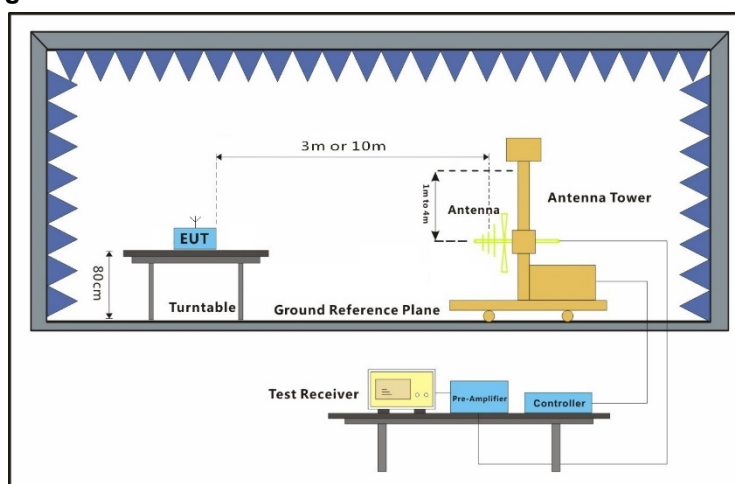 3m or 10m
1m to 4m
Antenna
Antenna Tower
EUT
80cm
Turntable
Ground Reference Plane
Test Receiver
Pre-Amplifier
Controller